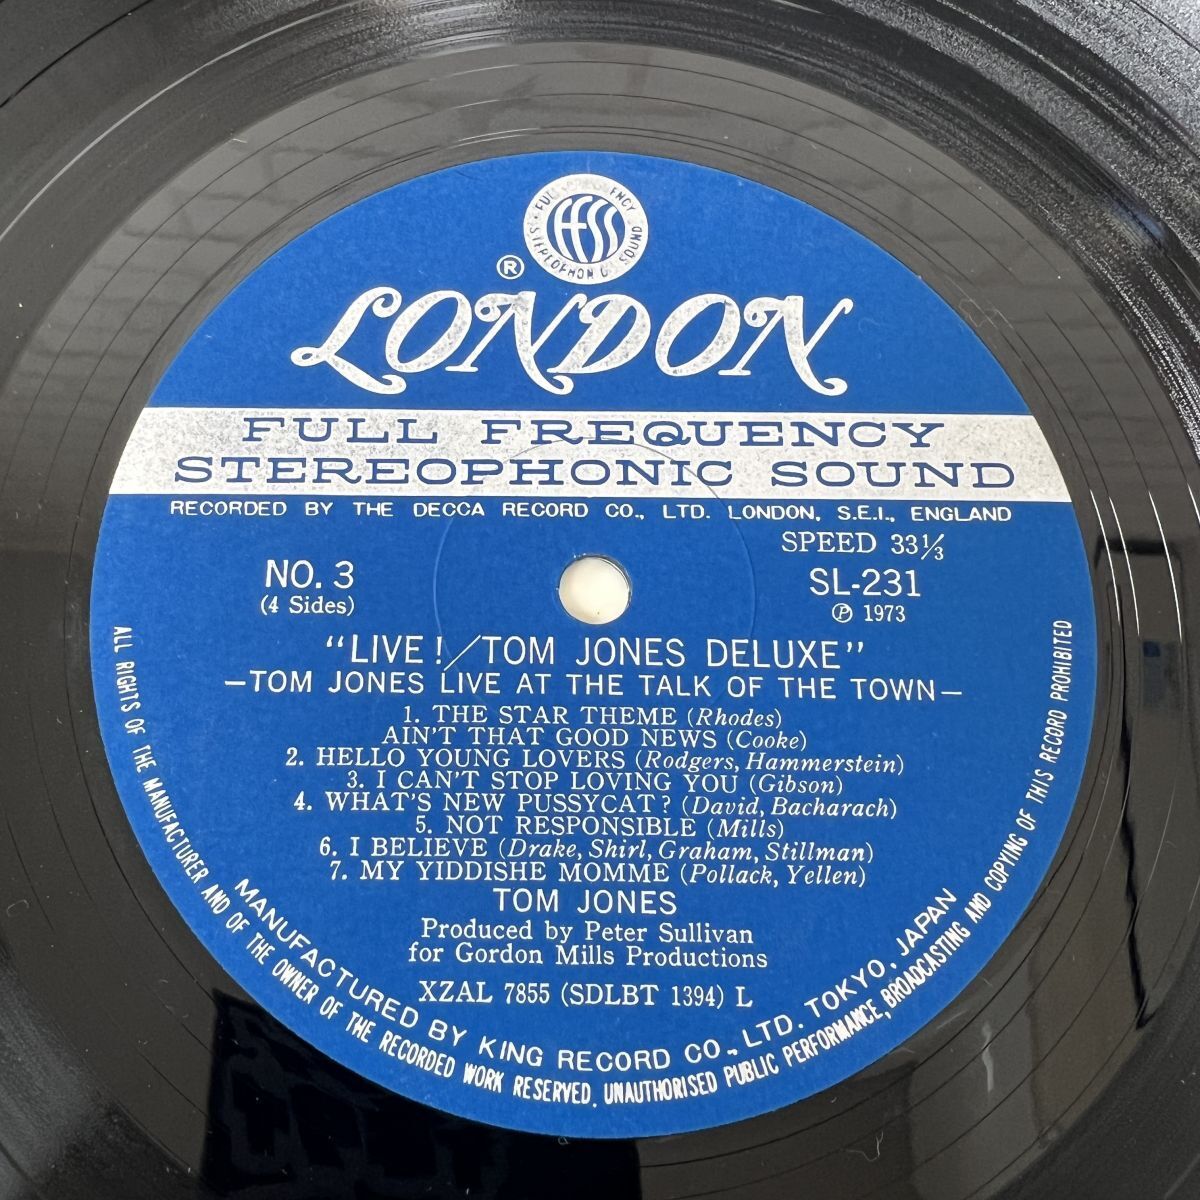 FFSS
®
LONDON
FULL FREQUENCY
STEREOPHONIC SOUND
RECORDED BY THE DECCA RECORD CO., LTD. LONDON, S.E.I., ENGLAND
SPEED 33⅓
NO. 3
(4 Sides)
SL-231
℗ 1973
"LIVE!/TOM JONES DELUXE"
—TOM JONES LIVE AT THE TALK OF THE TOWN—
1. THE STAR THEME (Rhodes)
AIN'T THAT GOOD NEWS (Cooke)
2. HELLO YOUNG LOVERS (Rodgers, Hammerstein)
3. I CAN'T STOP LOVING YOU (Gibson)
4. WHAT'S NEW PUSSYCAT? (David, Bacharach)
5. NOT RESPONSIBLE (Mills)
6. I BELIEVE (Drake, Shirl, Graham, Stillman)
7. MY YIDDISHE MOMME (Pollack, Yellen)
TOM JONES
Produced by Peter Sullivan
for Gordon Mills Productions
XZAL 7855 (SDLBT 1394) L
MANUFACTURED BY KING RECORD CO., LTD. TOKYO, JAPAN
ALL RIGHTS OF THE MANUFACTURER AND OF THE OWNER OF THE RECORDED WORK RESERVED. UNAUTHORISED PUBLIC PERFORMANCE, BROADCASTING AND COPYING OF THIS RECORD PROHIBITED